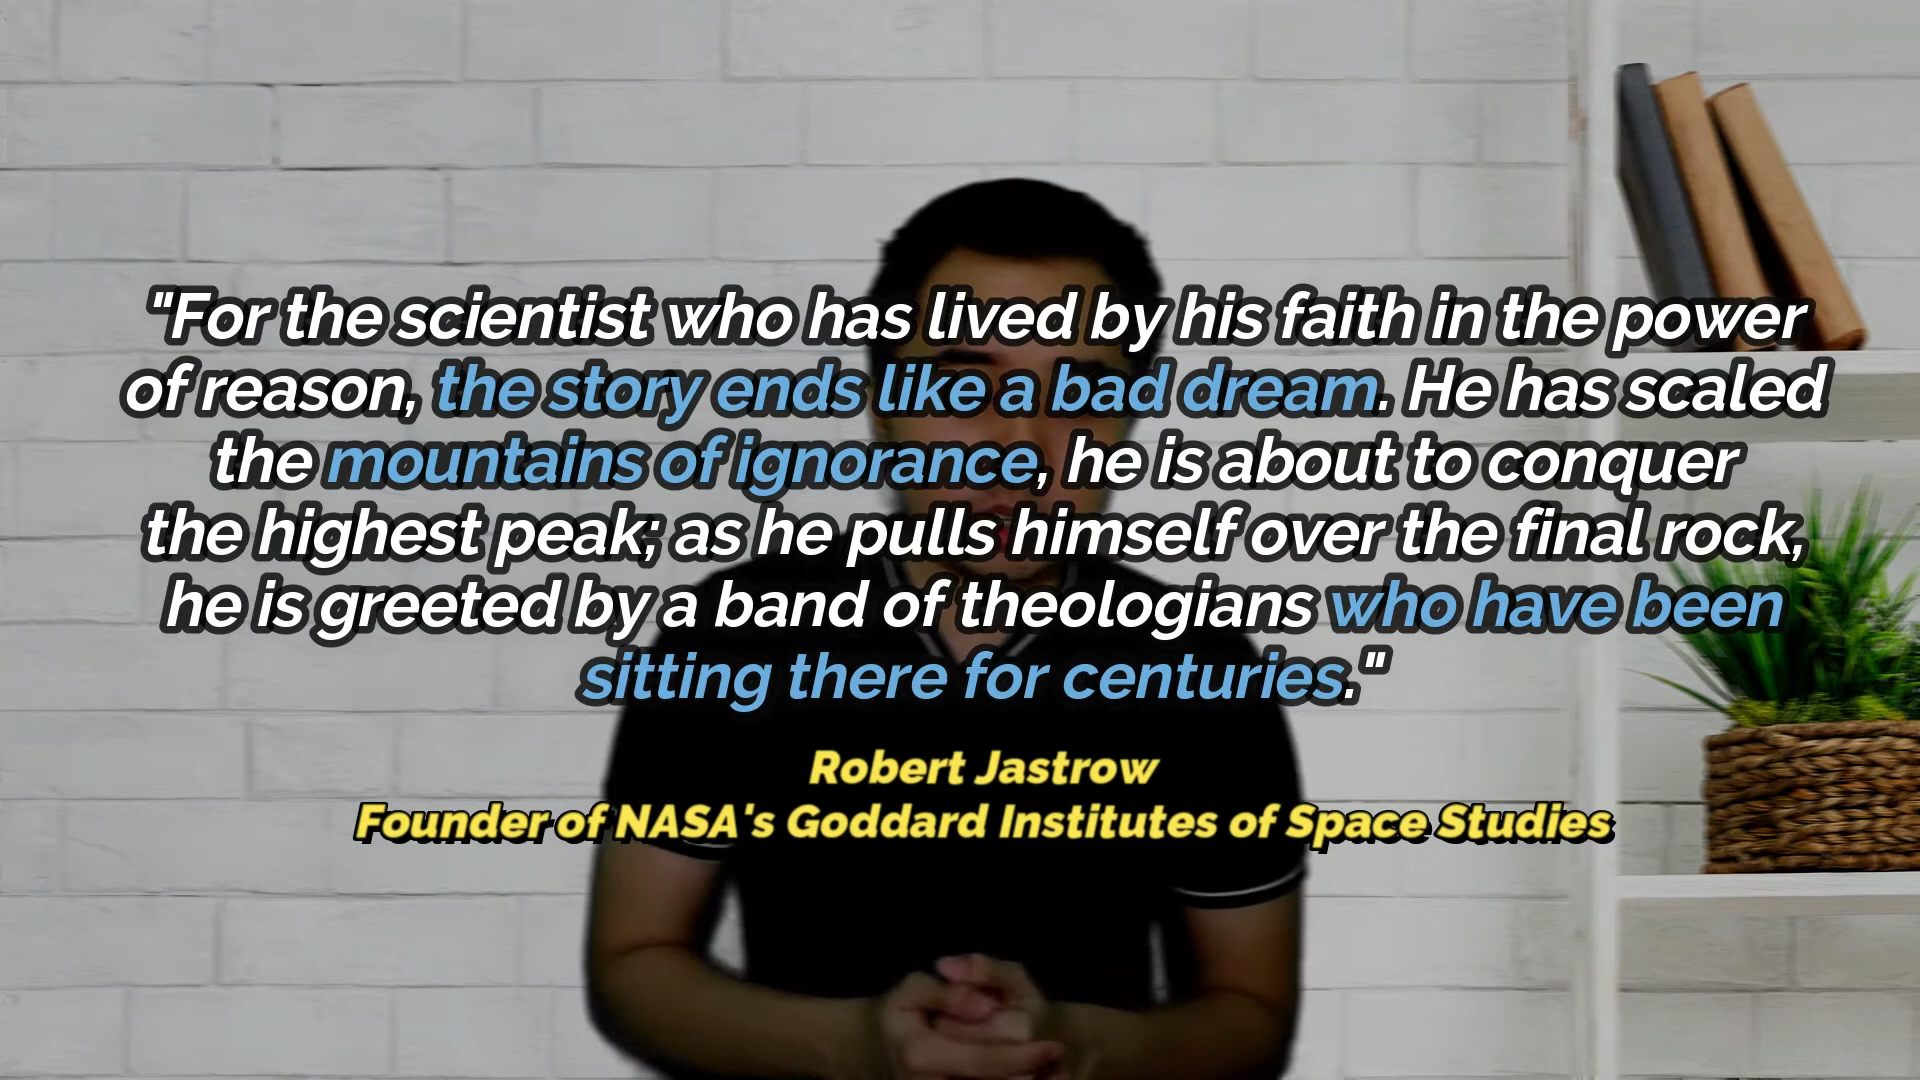 "For the scientist who has lived by his faith in the power
of reason, the story ends like a bad dream. He has scaled
the mountains of ignorance, he is about to conquer
the highest peak; as he pulls himself over the final rock,
he is greeted by a band of theologians who have been
sitting there for centuries."
Robert Jastrow
Founder of NASA's Goddard Institutes of Space Studies